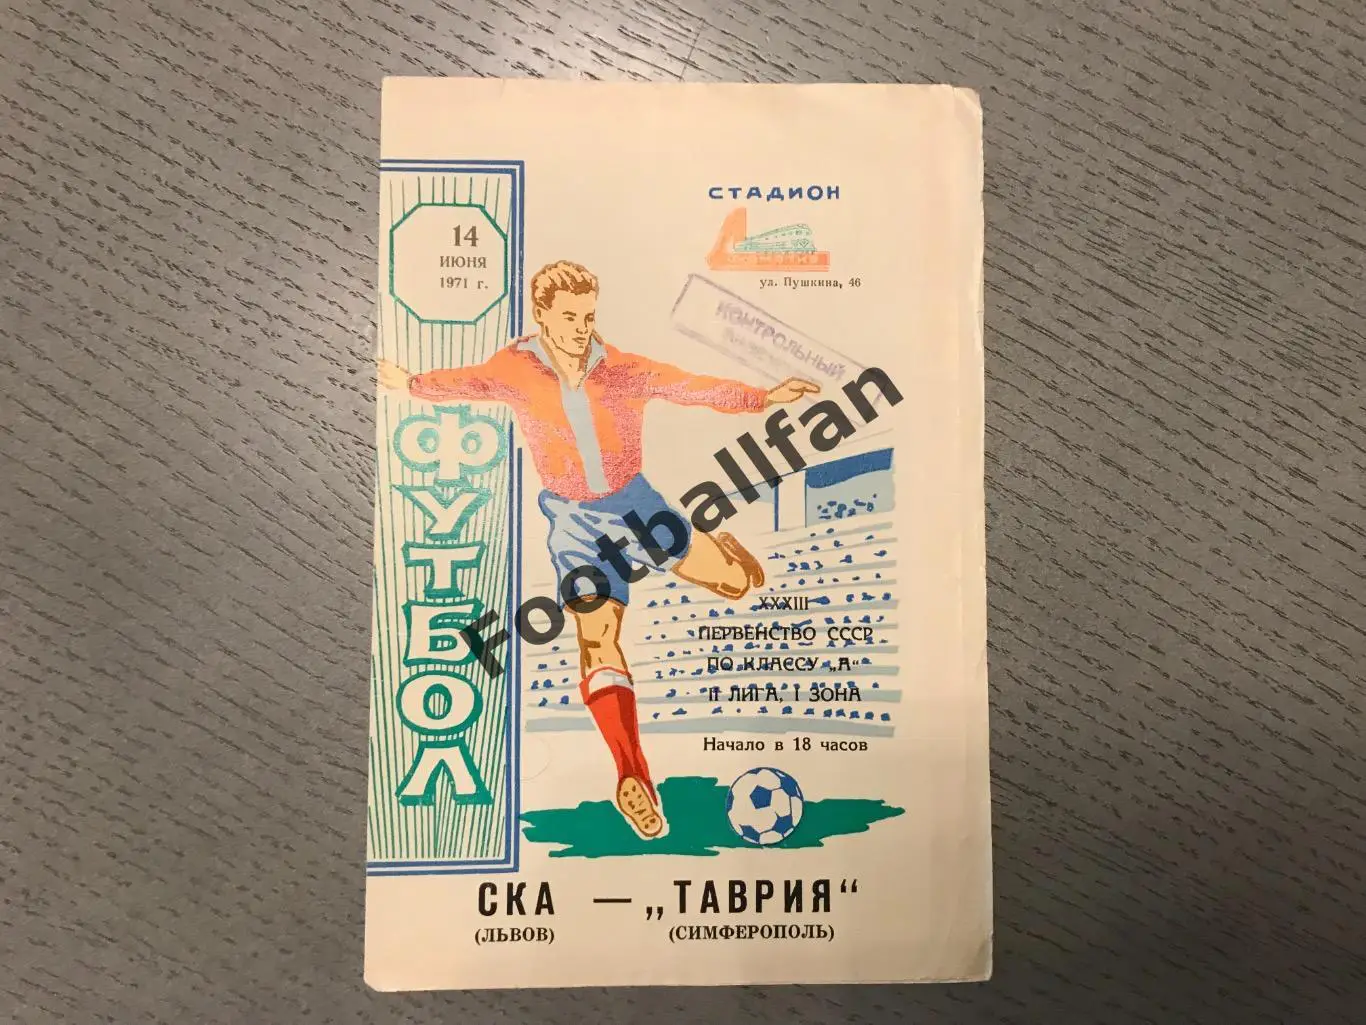 СТАДИОН
ул. Пушкина, 46
14
ИЮНЯ
1971 г.
КОНТРОЛЬНЫЙ
ФУТБОЛ
Footballfan
XXXIII
ПЕРВЕНСТВО СССР
ПО КЛАССУ „А“
II ЛИГА, I ЗОНА
Начало в 18 часов
СКА — „ТАВРИЯ“
(ЛЬВОВ) (СИМФЕРОПОЛЬ)